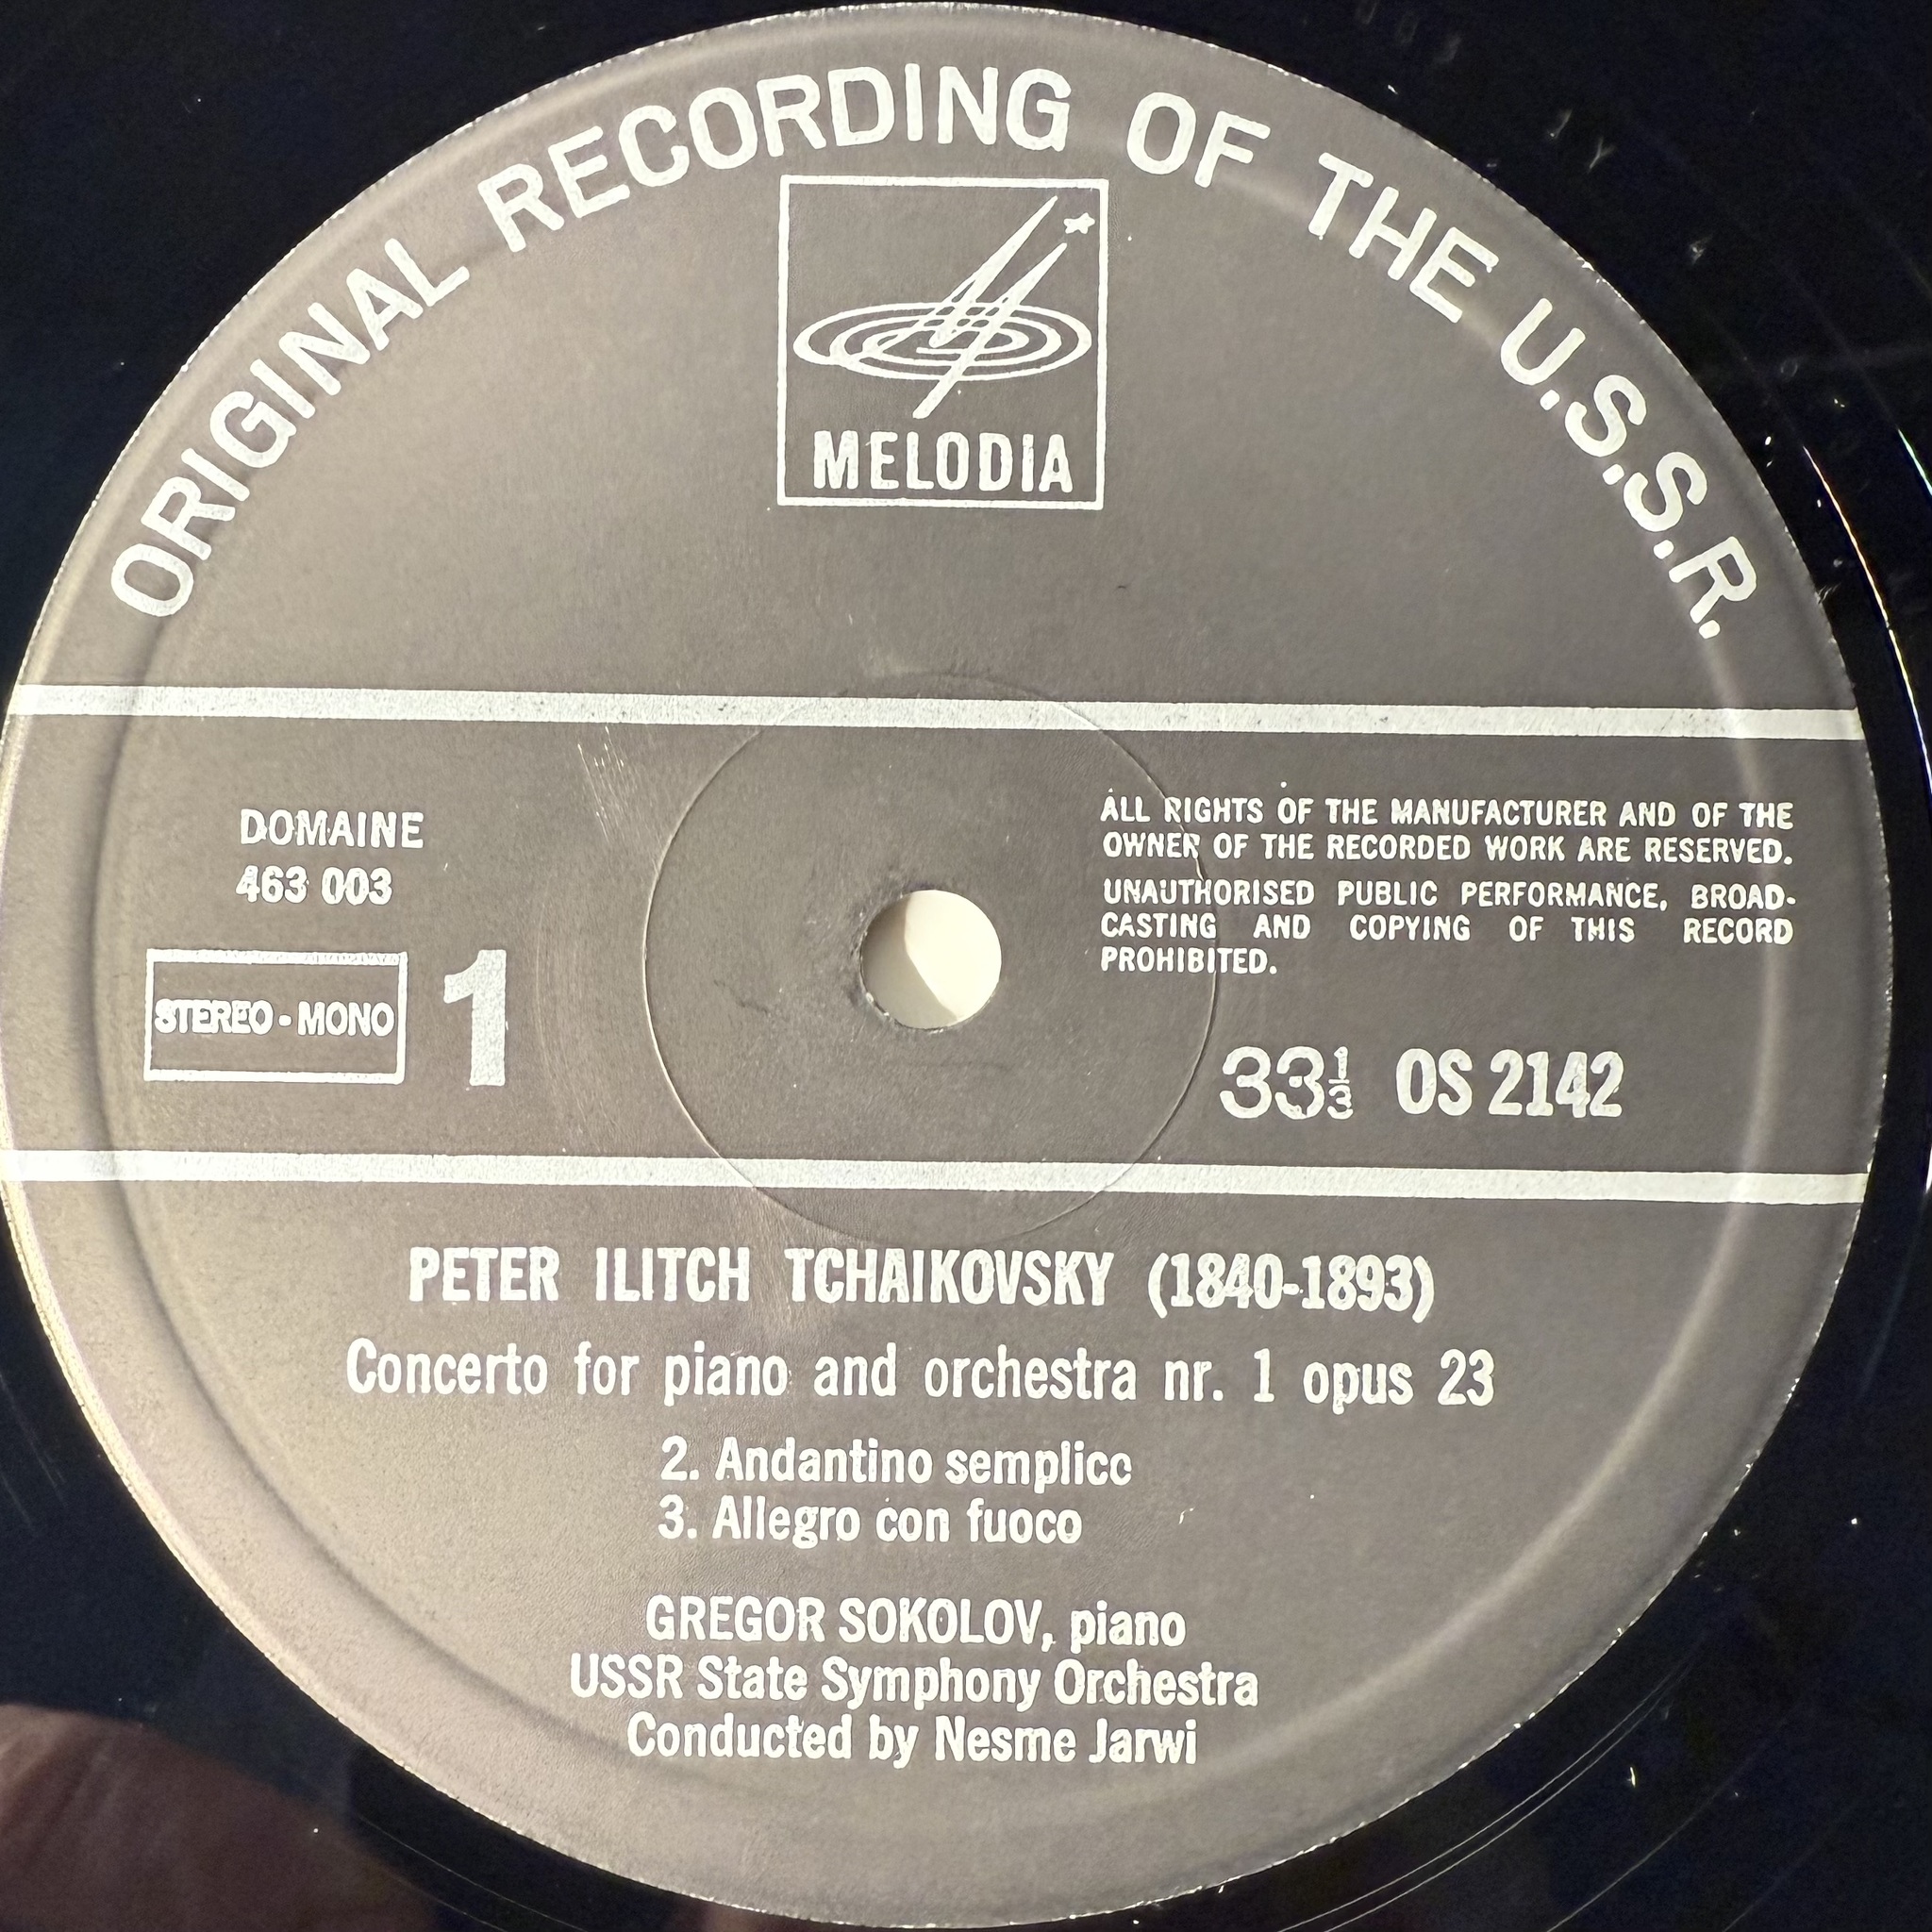 ORIGINAL RECORDING OF THE U.S.S.R.
MELODIA
DOMAINE
463 003
STEREO - MONO
1
ALL RIGHTS OF THE MANUFACTURER AND OF THE
OWNER OF THE RECORDED WORK ARE RESERVED.
UNAUTHORISED PUBLIC PERFORMANCE, BROAD-
CASTING AND COPYING OF THIS RECORD
PROHIBITED.
33⅓ OS 2142
PETER ILITCH TCHAIKOVSKY (1840-1893)
Concerto for piano and orchestra nr. 1 opus 23
2. Andantino semplice
3. Allegro con fuoco
GREGOR SOKOLOV, piano
USSR State Symphony Orchestra
Conducted by Nesme Jarwi